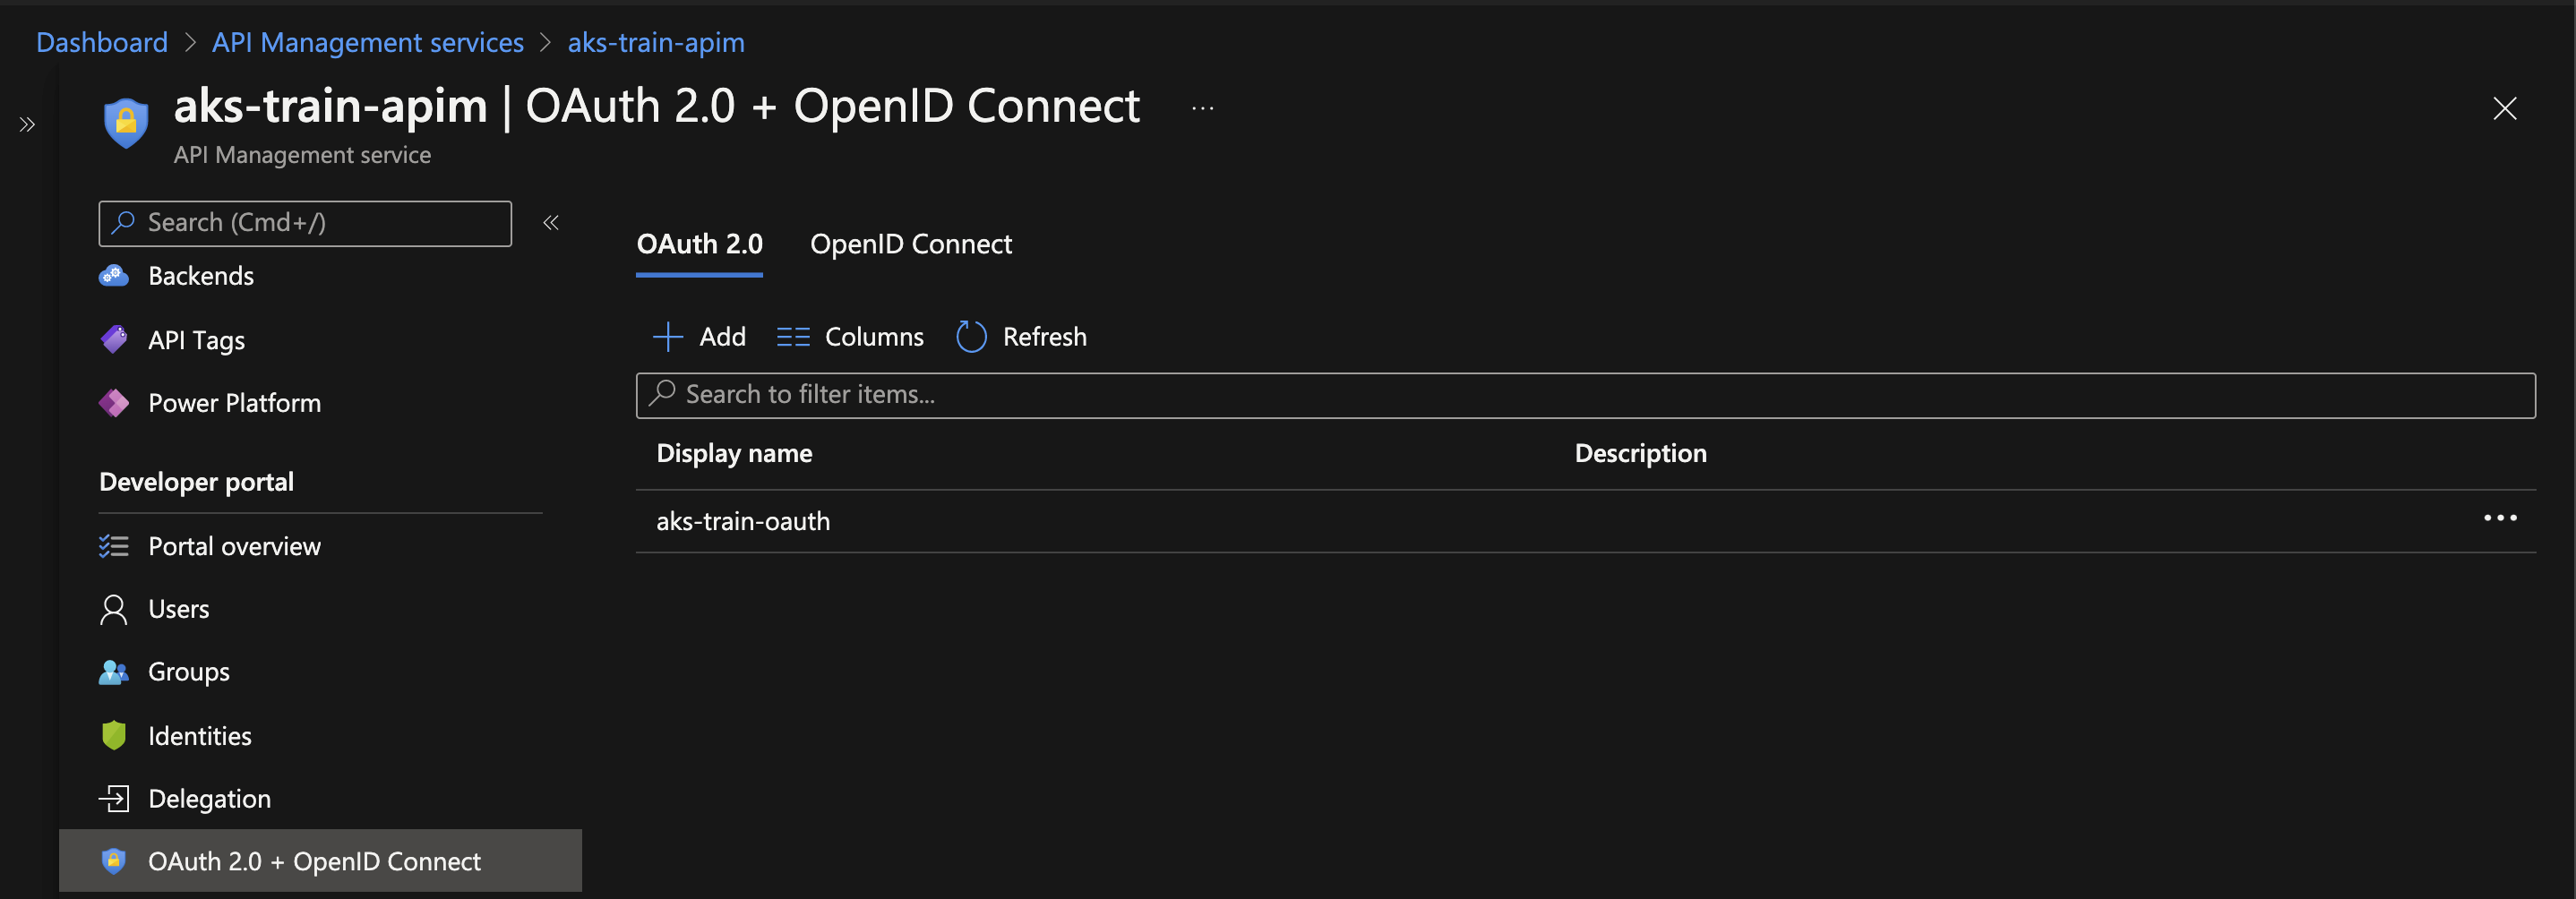 Dashboard > API Management services > aks-train-apim
aks-train-apim | OAuth 2.0 + OpenID Connect ...
API Management service
Search (Cmd+/)
Backends
API Tags
Power Platform
Developer portal
Portal overview
Users
Groups
Identities
Delegation
OAuth 2.0 + OpenID Connect
OAuth 2.0 OpenID Connect
Add Columns Refresh
Search to filter items...
Display name Description
aks-train-oauth